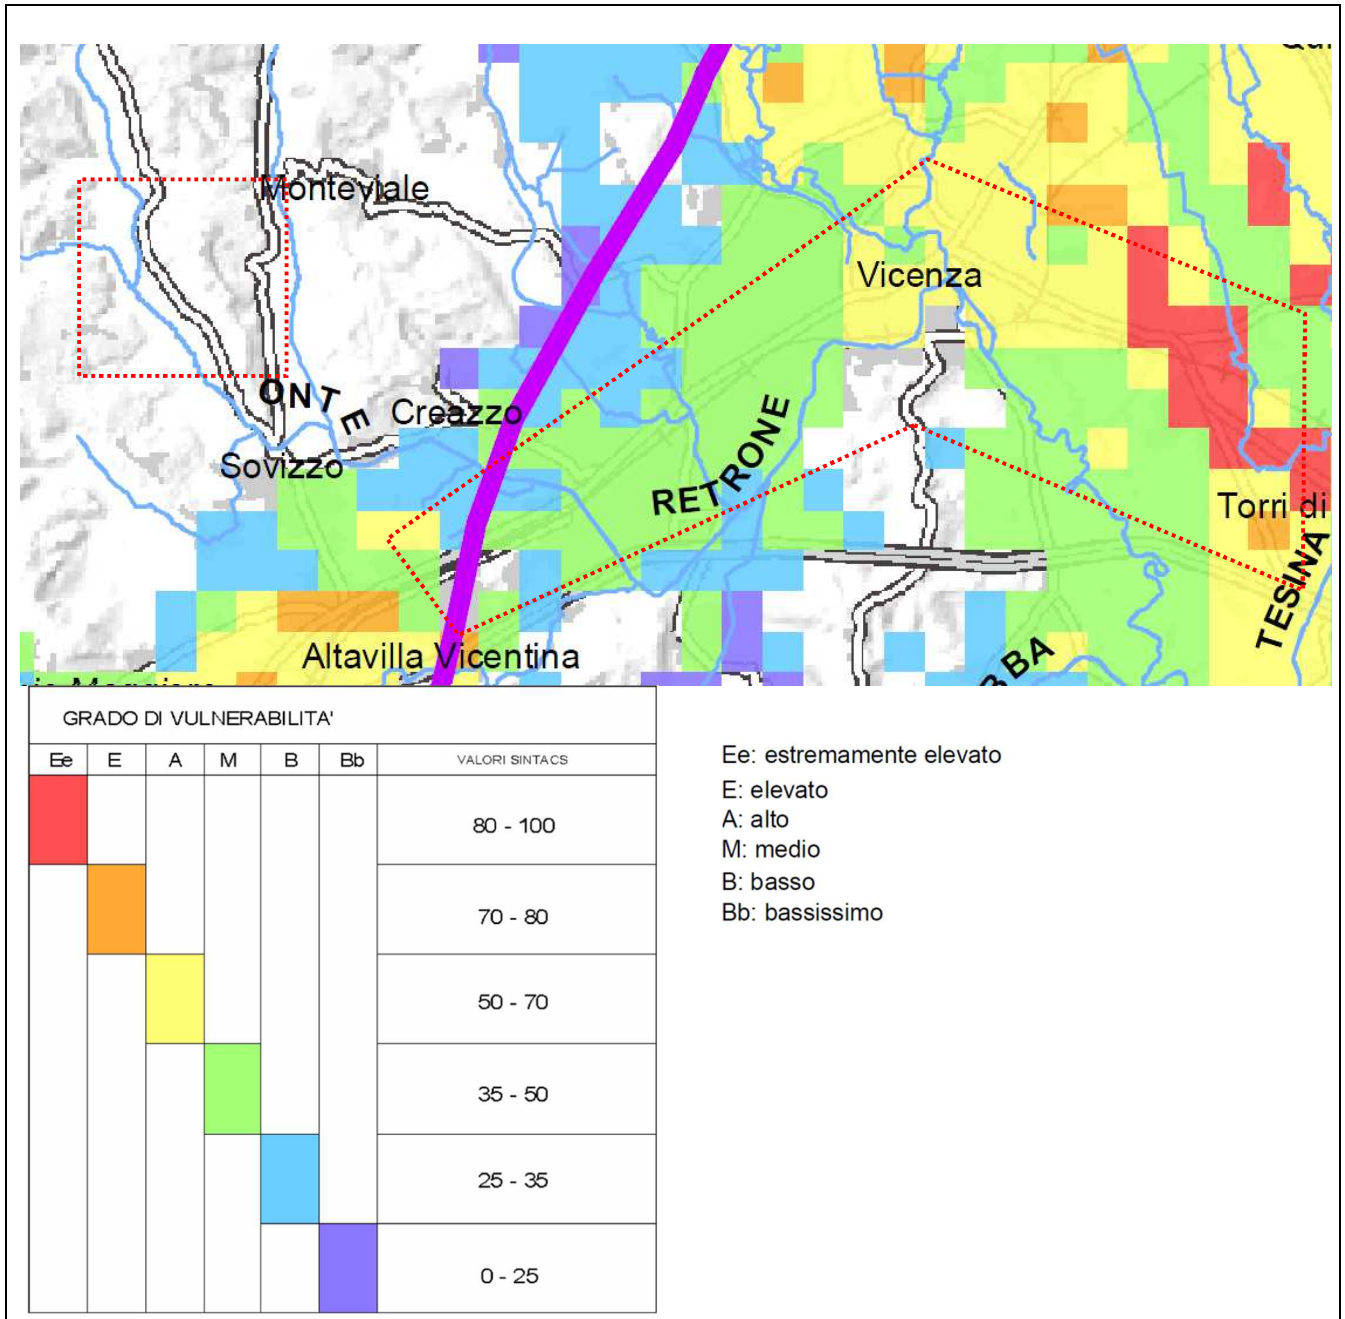 Monteviale
Vicenza
ONTE
Creazzo
Sovizzo
RETRONE
Torri di
TESINA
Altavilla Vicentina
BBA
GRADO DI VULNERABILITA'
Ee E A M B Bb VALORI SINTACS
80 - 100
70 - 80
50 - 70
35 - 50
25 - 35
0 - 25
Ee: estremamente elevato
E: elevato
A: alto
M: medio
B: basso
Bb: bassissimo